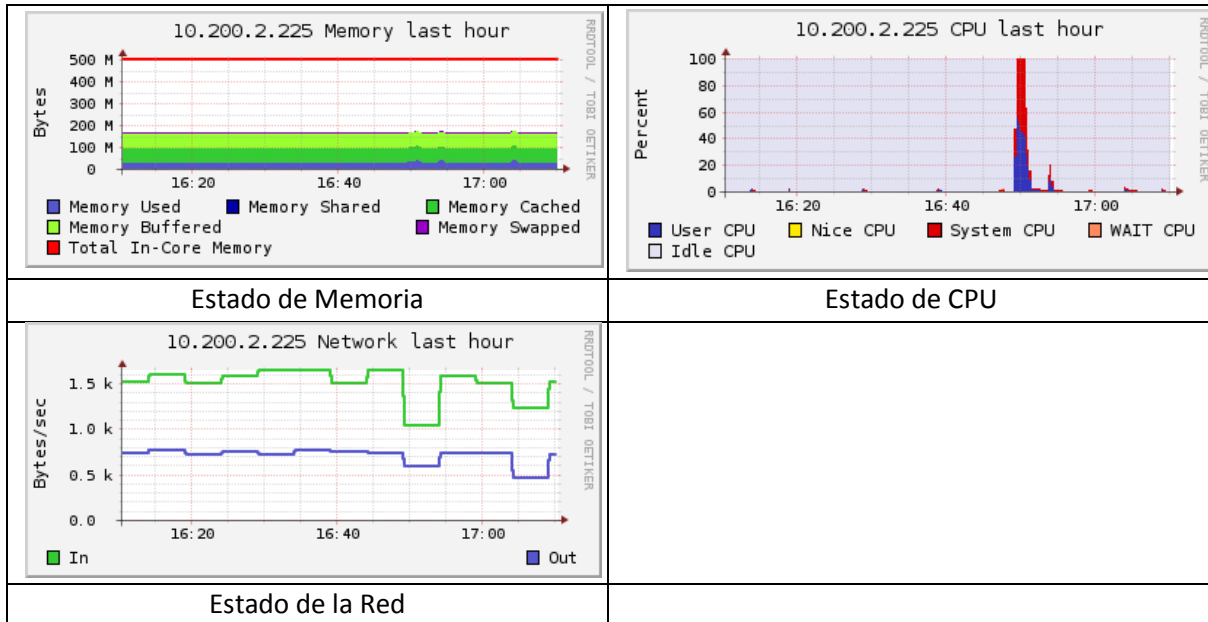 10.200.2.225 Memory last hour
RRDTOOL / TOBI OETIKER
Bytes
500 M
400 M
300 M
200 M
100 M
0
16:20 16:40 17:00
Memory Used Memory Shared Memory Cached
Memory Buffered Memory Swapped
Total In-Core Memory
10.200.2.225 CPU last hour
RRDTOOL / TOBI OETIKER
Percent
100
80
60
40
20
0
16:20 16:40 17:00
User CPU Nice CPU System CPU WAIT CPU
Idle CPU
Estado de Memoria
Estado de CPU
10.200.2.225 Network last hour
RRDTOOL / TOBI OETIKER
Bytes/sec
1.5 k
1.0 k
0.5 k
0.0
16:20 16:40 17:00
In Out
Estado de la Red